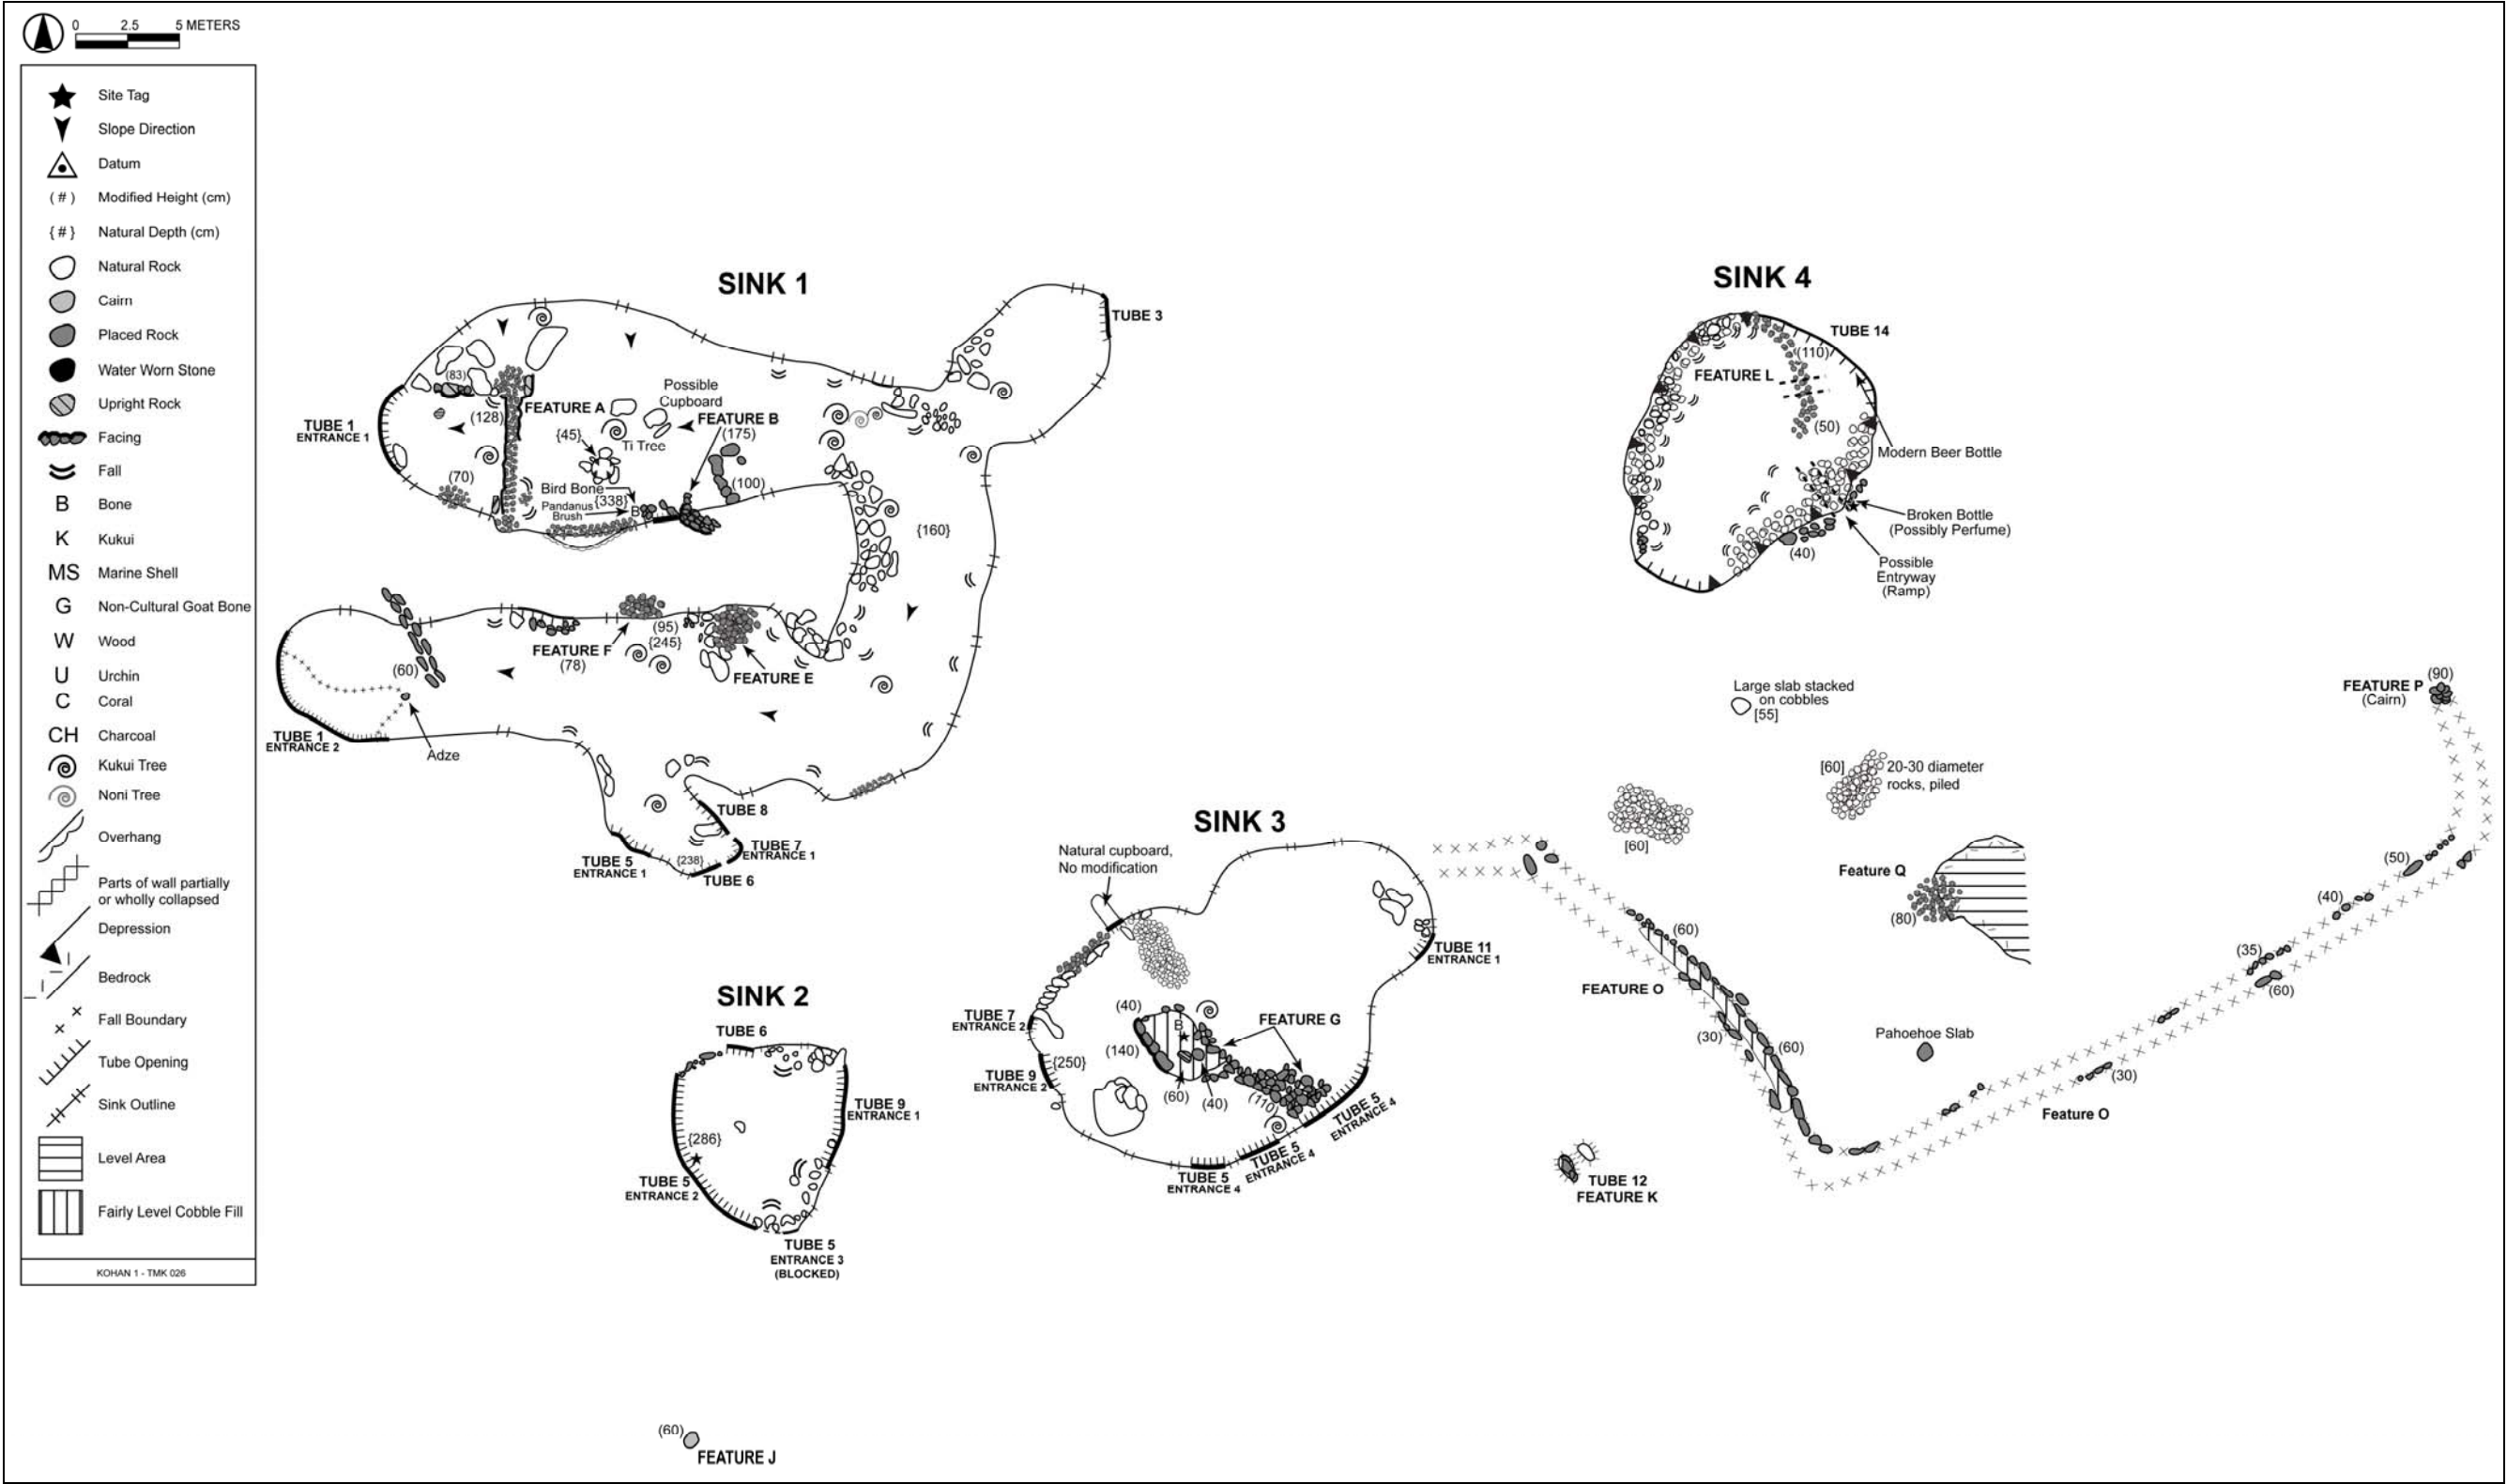 0 2.5 5 METERS
Site Tag
Slope Direction
Datum
( # ) Modified Height (cm)
{ # } Natural Depth (cm)
Natural Rock
Cairn
Placed Rock
Water Worn Stone
Upright Rock
Facing
Fall
B Bone
K Kukui
MS Marine Shell
G Non-Cultural Goat Bone
W Wood
U Urchin
C Coral
CH Charcoal
Kukui Tree
Noni Tree
Overhang
Parts of wall partially
or wholly collapsed
Depression
Bedrock
Fall Boundary
Tube Opening
Sink Outline
Level Area
Fairly Level Cobble Fill
KOHAN 1 - TMK 026
SINK 1
TUBE 3
(83)
TUBE 1
ENTRANCE 1
(128)
FEATURE A
Possible
Cupboard
FEATURE B
(175)
{45}
Ti Tree
(70)
(100)
Bird Bone
{338}
Pandanus
Brush
B
{160}
(95)
{245}
FEATURE F
(78)
FEATURE E
(60)
TUBE 1
ENTRANCE 2
Adze
TUBE 8
TUBE 7
ENTRANCE 1
TUBE 5
ENTRANCE 1
{238}
TUBE 6
SINK 2
TUBE 6
TUBE 9
ENTRANCE 1
{286}
TUBE 5
ENTRANCE 2
TUBE 5
ENTRANCE 3
(BLOCKED)
(60)
FEATURE J
SINK 3
Natural cupboard,
No modification
TUBE 11
ENTRANCE 1
TUBE 7
ENTRANCE 2
(40)
B
FEATURE G
(140)
{250}
TUBE 9
ENTRANCE 2
(60)
(40)
(110)
TUBE 5
ENTRANCE 4
TUBE 5
ENTRANCE 4
TUBE 5
ENTRANCE 4
SINK 4
TUBE 14
(110)
FEATURE L
(50)
Modern Beer Bottle
Broken Bottle
(Possibly Perfume)
(40)
Possible
Entryway
(Ramp)
Large slab stacked
on cobbles
[55]
[60]
20-30 diameter
rocks, piled
[60]
Feature Q
(80)
(90)
FEATURE P
(Cairn)
(50)
(40)
(35)
(60)
(60)
FEATURE O
(30)
(60)
Pahoehoe Slab
(30)
Feature O
TUBE 12
FEATURE K